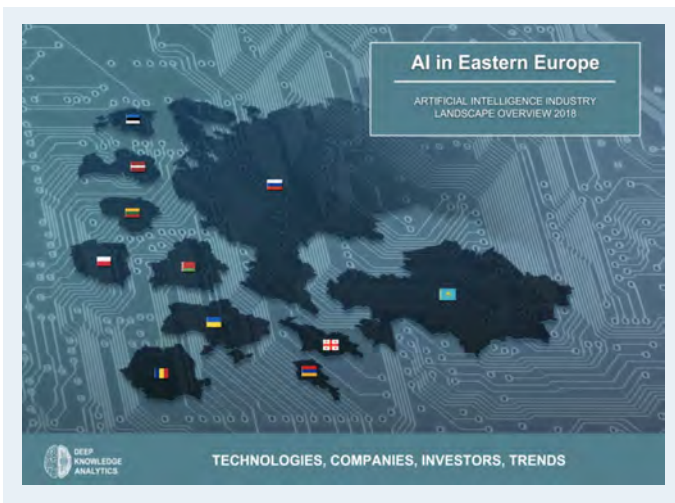 AI in Eastern Europe
ARTIFICIAL INTELLIGENCE INDUSTRY
LANDSCAPE OVERVIEW 2018
DEEP
KNOWLEDGE
ANALYTICS
TECHNOLOGIES, COMPANIES, INVESTORS, TRENDS